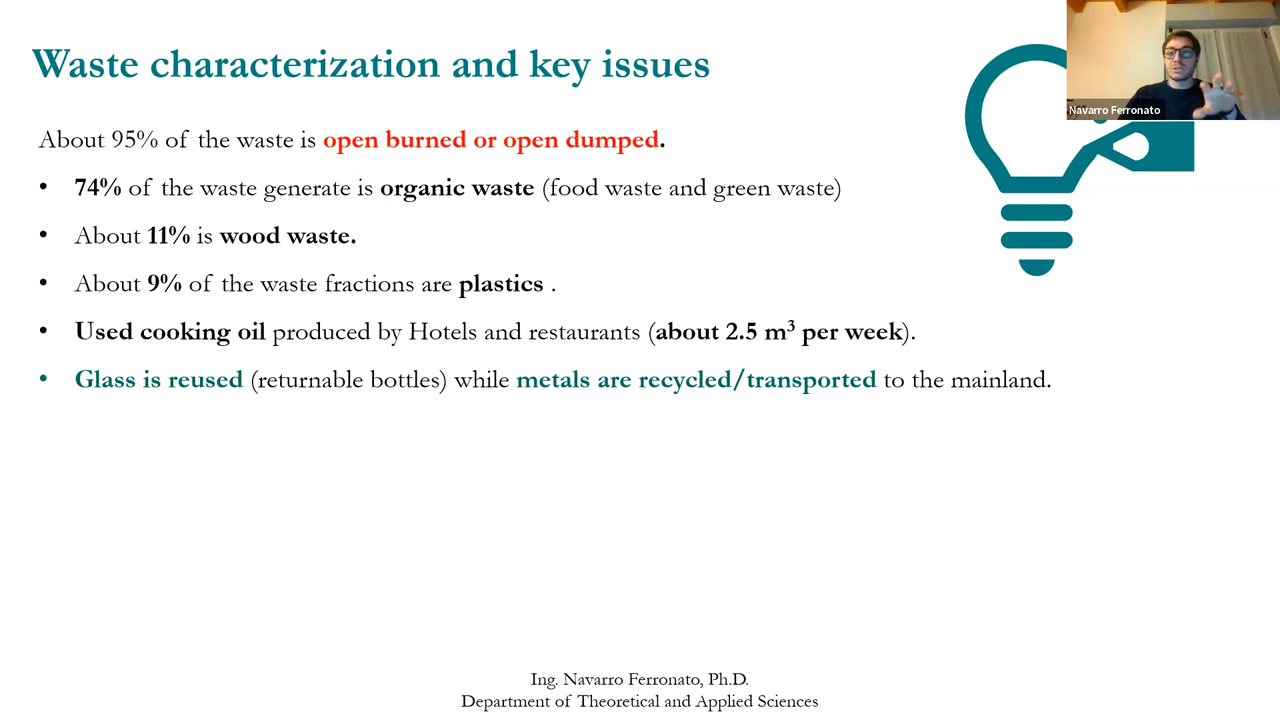 Waste characterization and key issues
Navarro Ferronato
About 95% of the waste is open burned or open dumped.
• 74% of the waste generate is organic waste (food waste and green waste)
• About 11% is wood waste.
• About 9% of the waste fractions are plastics .
• Used cooking oil produced by Hotels and restaurants (about 2.5 m³ per week).
• Glass is reused (returnable bottles) while metals are recycled/transported to the mainland.
Ing. Navarro Ferronato, Ph.D.
Department of Theoretical and Applied Sciences